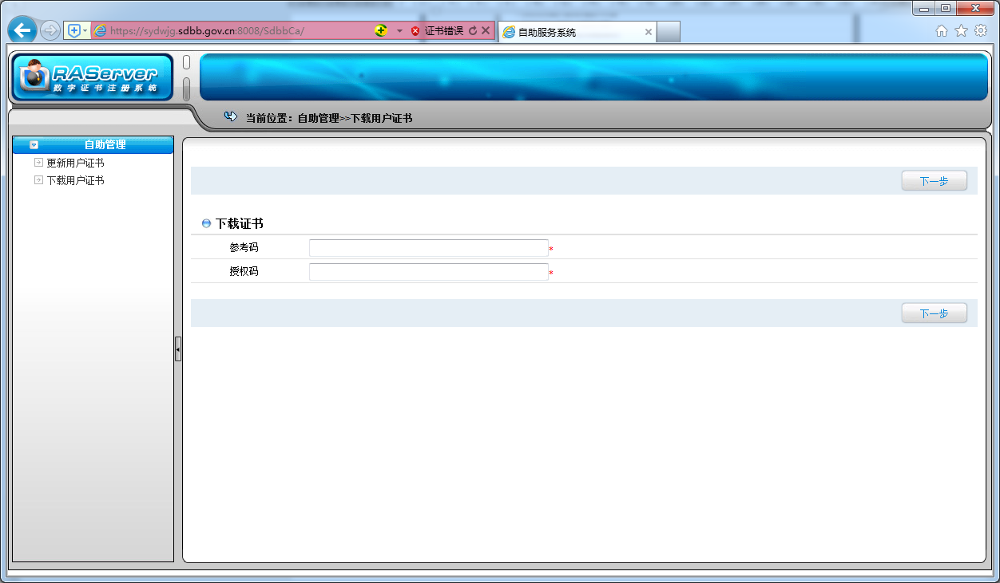 https://sydwjg.sdbb.gov.cn:8008/SdbbCa/ 证书错误 自助服务系统
RAServer
数字证书注册系统
当前位置：自助管理>>下载用户证书
自助管理
更新用户证书
下载用户证书
下一步
下载证书
参考码 *
授权码 *
下一步